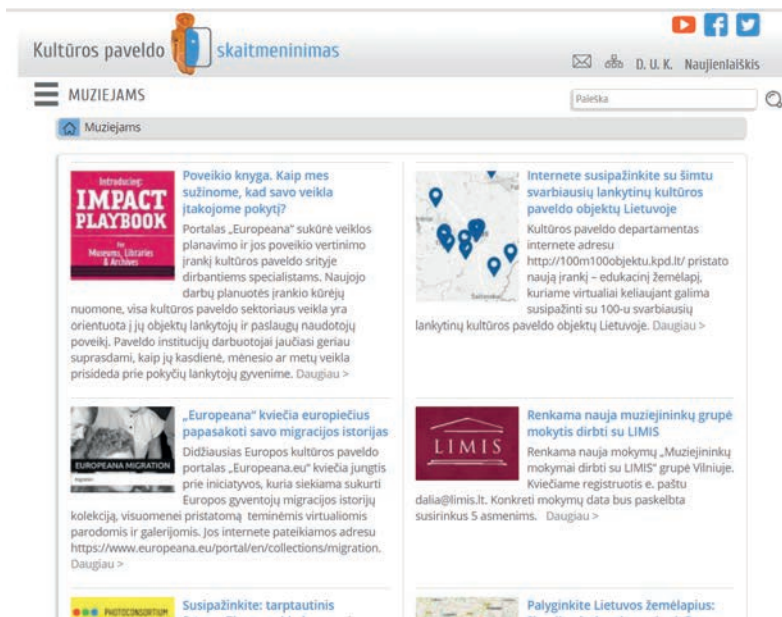 Kultūros paveldo skaitmeninimas
D. U. K. Naujienlaiškis
MUZIEJAMS
Paieška
Muziejams
Introducing:
IMPACT
PLAYBOOK
For
Museums, Libraries
& Archives
Poveikio knyga. Kaip mes
sužinome, kad savo veikla
įtakojome pokytį?
Portalas „Europeana“ sukūrė veiklos
planavimo ir jos poveikio vertinimo
įrankį kultūros paveldo srityje
dirbantiems specialistams. Naujojo
darbų planuotės įrankio kūrėjų
nuomone, visa kultūros paveldo sektoriaus veikla yra
orientuota į jų objektų lankytojų ir paslaugų naudotojų
poveikį. Paveldo institucijų darbuotojai jaučiasi geriau
suprasdami, kaip jų kasdienė, mėnesio ar metų veikla
prisideda prie pokyčių lankytojų gyvenime. Daugiau >
Internete susipažinkite su šimtu
svarbiausių lankytinų kultūros
paveldo objektų Lietuvoje
Kultūros paveldo departamentas
internete adresu
http://100m100objektu.kpd.lt/ pristato
naują įrankį – edukacinį žemėlapį,
kuriame virtualiai keliaujant galima
susipažinti su 100-u svarbiausių
lankytinų kultūros paveldo objektų Lietuvoje. Daugiau >
EUROPEANA MIGRATION
„Europeana“ kviečia europiečius
papasakoti savo migracijos istorijas
Didžiausias Europos kultūros paveldo
portalas „Europeana.eu“ kviečia jungtis
prie iniciatyvos, kuria siekiama sukurti
Europos gyventojų migracijos istorijų
kolekciją, visuomenei pristatomą teminėmis virtualiomis
parodomis ir galerijomis. Jos internete pateikiamos adresu
https://www.europeana.eu/portal/en/collections/migration.
Daugiau >
LIMIS
Renkama nauja muziejininkų grupė
mokytis dirbti su LIMIS
Renkama nauja mokymų „Muziejininkų
mokymai dirbti su LIMIS“ grupė Vilniuje.
Kviečiame registruotis e. paštu
dalia@limis.lt. Konkreti mokymų data bus paskelbta
susirinkus 5 asmenims. Daugiau >
PHOTOCONSORTIUM
Susipažinkite: tarptautinis
Palyginkite Lietuvos žemėlapius: